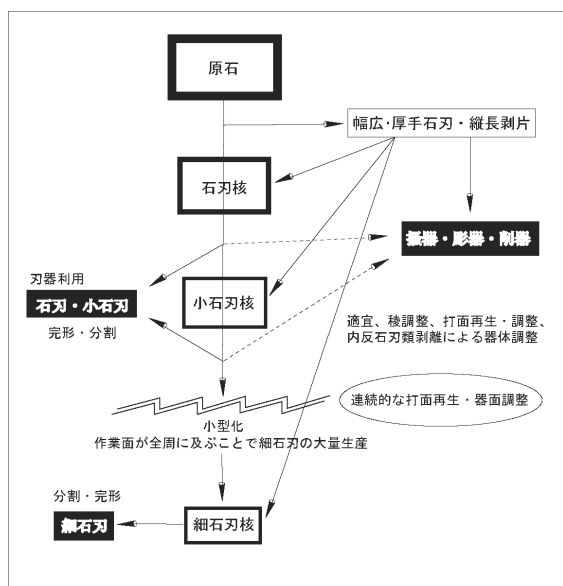 原石
幅広・厚手石刃・縦長剥片
石刃核
掻器・彫器・削器
刃器利用
石刃・小石刃
完形・分割
小石刃核
適宜、稜調整、打面再生・調整、
内反石刃類剥離による器体調整
連続的な打面再生・器面調整
小型化
作業面が全周に及ぶことで細石刃の大量生産
分割・完形
細石刃
細石刃核